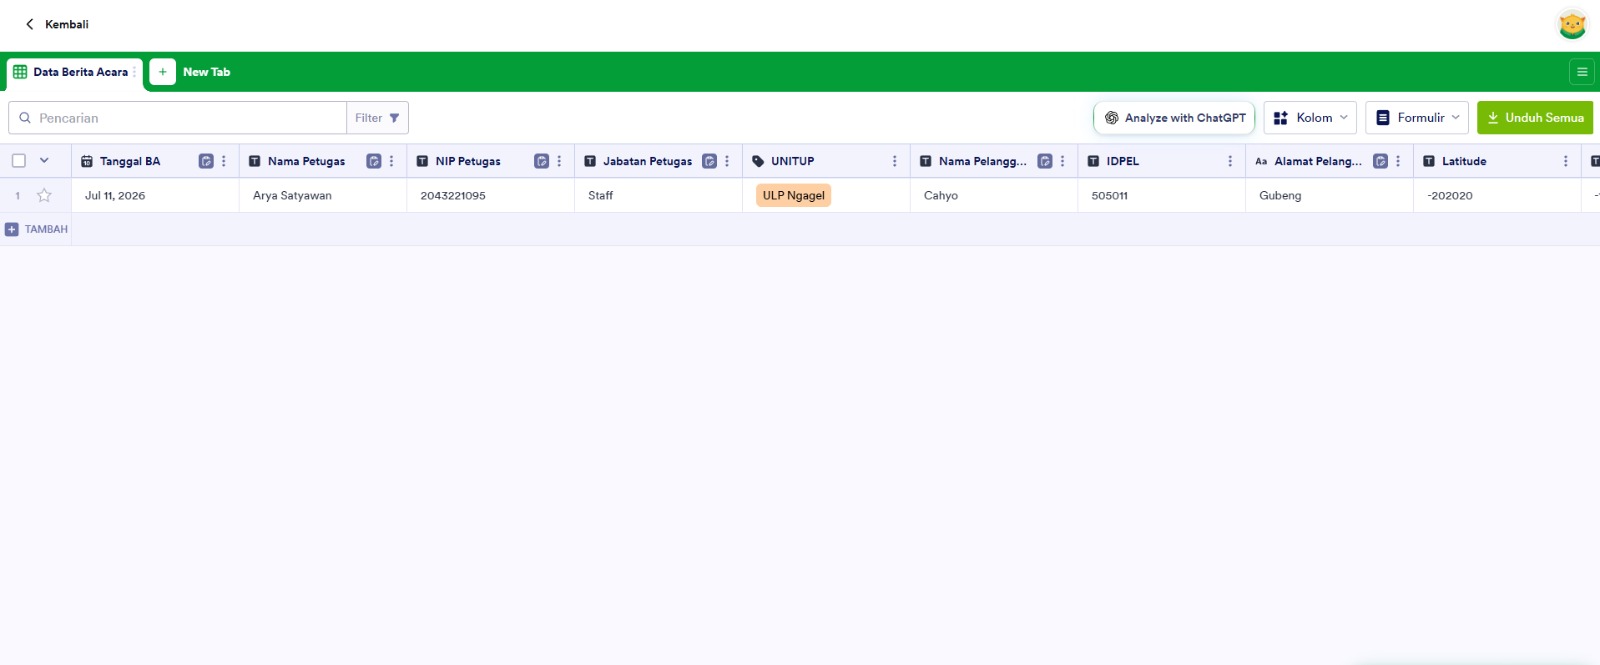 Kembali
Data Berita Acara
+ New Tab
Pencarian
Filter
Analyze with ChatGPT
Kolom
Formulir
Unduh Semua
Tanggal BA
Nama Petugas
NIP Petugas
Jabatan Petugas
UNITUP
Nama Pelangg...
IDPEL
Aa Alamat Pelang...
Latitude
1
Jul 11, 2026
Arya Satyawan
2043221095
Staff
ULP Ngagel
Cahyo
505011
Gubeng
-202020
+ TAMBAH